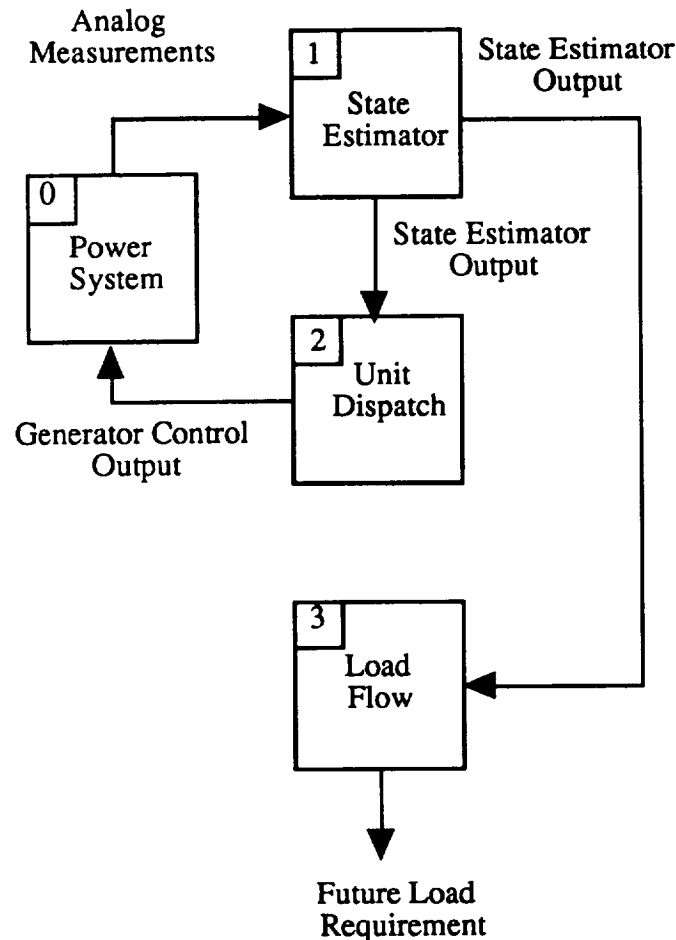 Analog
Measurements
1
State
Estimator
State Estimator
Output
0
Power
System
State Estimator
Output
2
Unit
Dispatch
Generator Control
Output
3
Load
Flow
Future Load
Requirement